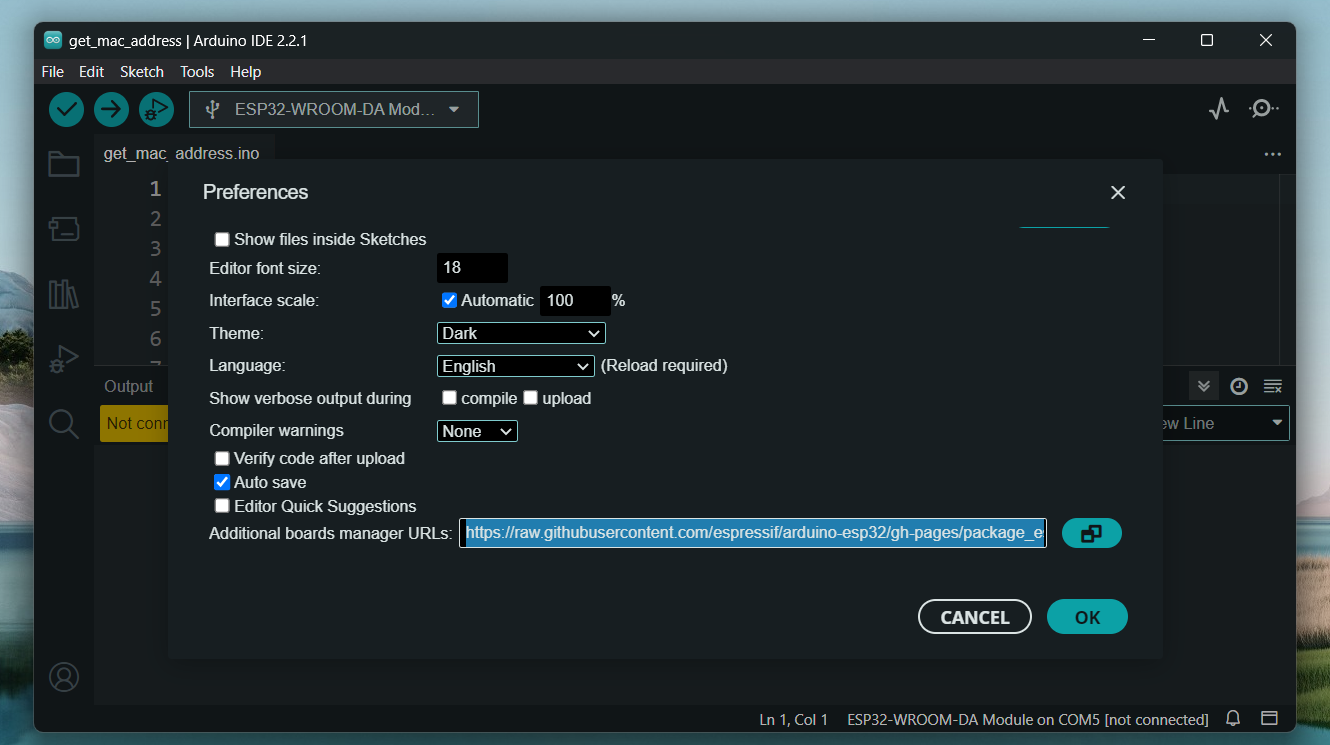 get_mac_address | Arduino IDE 2.2.1
File Edit Sketch Tools Help
ESP32-WROOM-DA Mod...
get_mac_address.ino
Preferences
1
2
3
4
5
6
Show files inside Sketches
Editor font size: 18
Interface scale: Automatic 100 %
Theme: Dark
Language: English (Reload required)
Show verbose output during compile upload
Compiler warnings None
Verify code after upload
Auto save
Editor Quick Suggestions
Additional boards manager URLs: https://raw.githubusercontent.com/espressif/arduino-esp32/gh-pages/package_e
CANCEL OK
Output
Not conn
ew Line
Ln 1, Col 1 ESP32-WROOM-DA Module on COM5 [not connected]